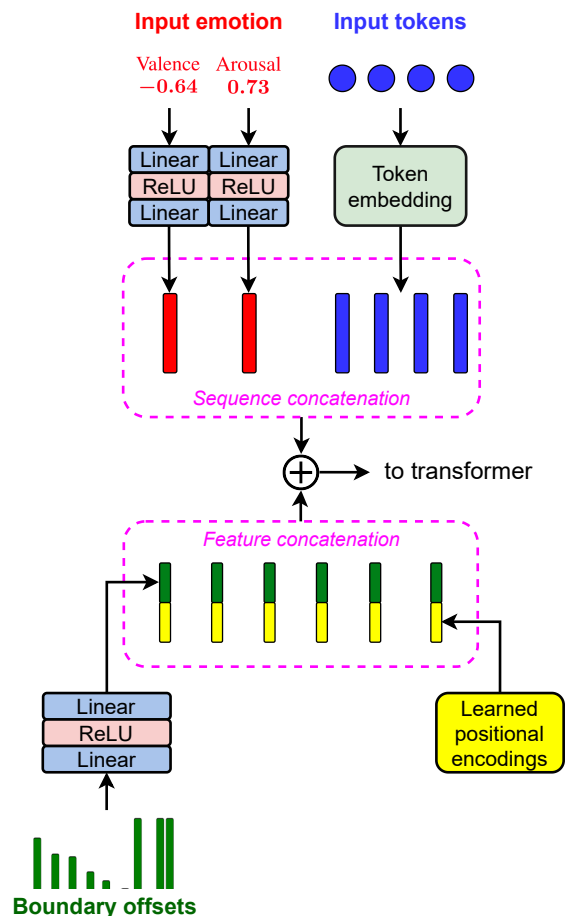 Input emotion
Input tokens
Valence
−0.64
Arousal
0.73
Linear
ReLU
Linear
Linear
ReLU
Linear
Token
embedding
Sequence concatenation
to transformer
Feature concatenation
Linear
ReLU
Linear
Learned
positional
encodings
Boundary offsets